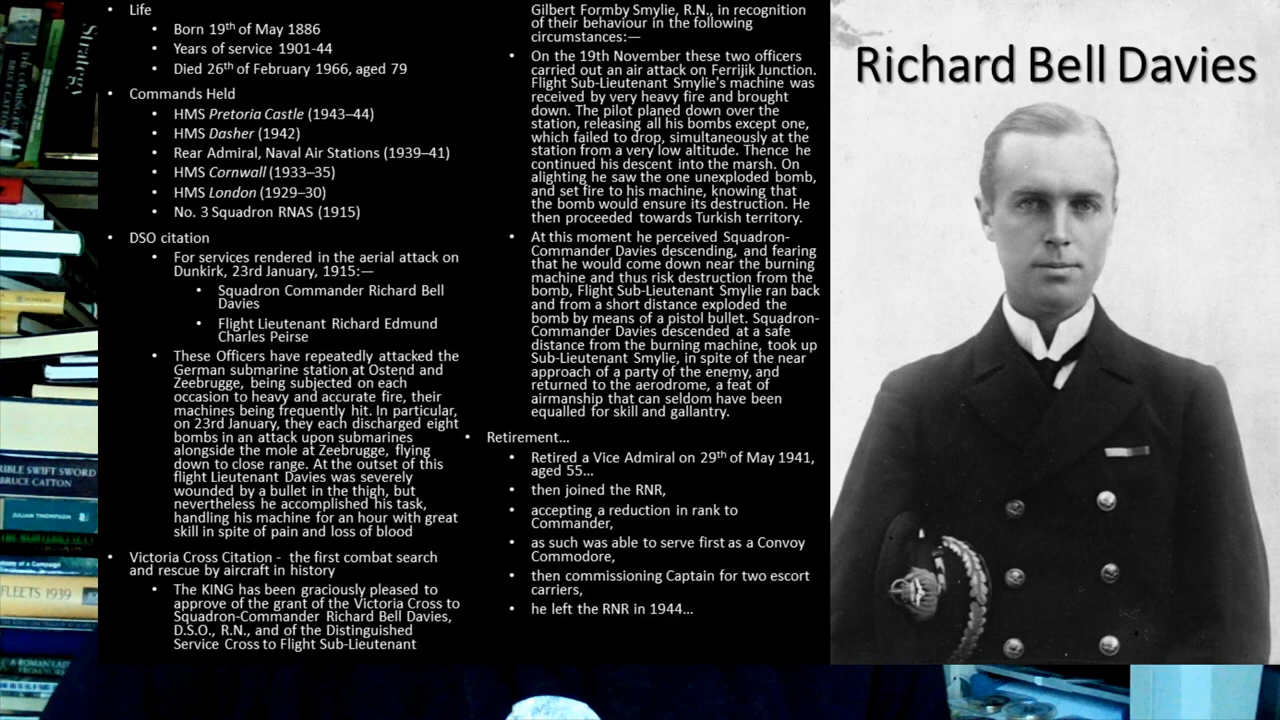 Life
Born 19th of May 1886
Years of service 1901-44
Died 26th of February 1966, aged 79
Commands Held
HMS Pretoria Castle (1943–44)
HMS Dasher (1942)
Rear Admiral, Naval Air Stations (1939–41)
HMS Cornwall (1933–35)
HMS London (1929–30)
No. 3 Squadron RNAS (1915)
DSO citation
For services rendered in the aerial attack on
Dunkirk, 23rd January, 1915:—
Squadron Commander Richard Bell
Davies
Flight Lieutenant Richard Edmund
Charles Peirse
These Officers have repeatedly attacked the
German submarine station at Ostend and
Zeebrugge, being subjected on each
occasion to heavy and accurate fire, their
machines being frequently hit. In particular,
on 23rd January, they each discharged eight
bombs in an attack upon submarines
alongside the mole at Zeebrugge, flying
down to close range. At the outset of this
flight Lieutenant Davies was severely
wounded by a bullet in the thigh, but
nevertheless he accomplished his task,
handling his machine for an hour with great
skill in spite of pain and loss of blood
Victoria Cross Citation - the first combat search
and rescue by aircraft in history
The KING has been graciously pleased to
approve of the grant of the Victoria Cross to
Squadron-Commander Richard Bell Davies,
D.S.O., R.N., and of the Distinguished
Service Cross to Flight Sub-Lieutenant
Gilbert Formby Smylie, R.N., in recognition
of their behaviour in the following
circumstances:—
On the 19th November these two officers
carried out an air attack on Ferrijik Junction.
Flight Sub-Lieutenant Smylie's machine was
received by very heavy fire and brought
down. The pilot planed down over the
station, releasing all his bombs except one,
which failed to drop, simultaneously at the
station from a very low altitude. Thence he
continued his descent into the marsh. On
alighting he saw the one unexploded bomb,
and set fire to his machine, knowing that
the bomb would ensure its destruction. He
then proceeded towards Turkish territory.
At this moment he perceived Squadron-
Commander Davies descending, and fearing
that he would come down near the burning
machine and thus risk destruction from the
bomb, Flight Sub-Lieutenant Smylie ran back
and from a short distance exploded the
bomb by means of a pistol bullet. Squadron-
Commander Davies descended at a safe
distance from the burning machine, took up
Sub-Lieutenant Smylie, in spite of the near
approach of a party of the enemy, and
returned to the aerodrome, a feat of
airmanship that can seldom have been
equalled for skill and gallantry.
Retirement...
Retired a Vice Admiral on 29th of May 1941,
aged 55...
then joined the RNR,
accepting a reduction in rank to
Commander,
as such was able to serve first as a Convoy
Commodore,
then commissioning Captain for two escort
carriers,
he left the RNR in 1944...
Richard Bell Davies
Strategy
BRUCE CATTON
IBLE SWIFT SWORD
BRUCE CATTON
JULIAN THOMPSON
of a Campaign
FLEETS 1939
A ROMAN LAD